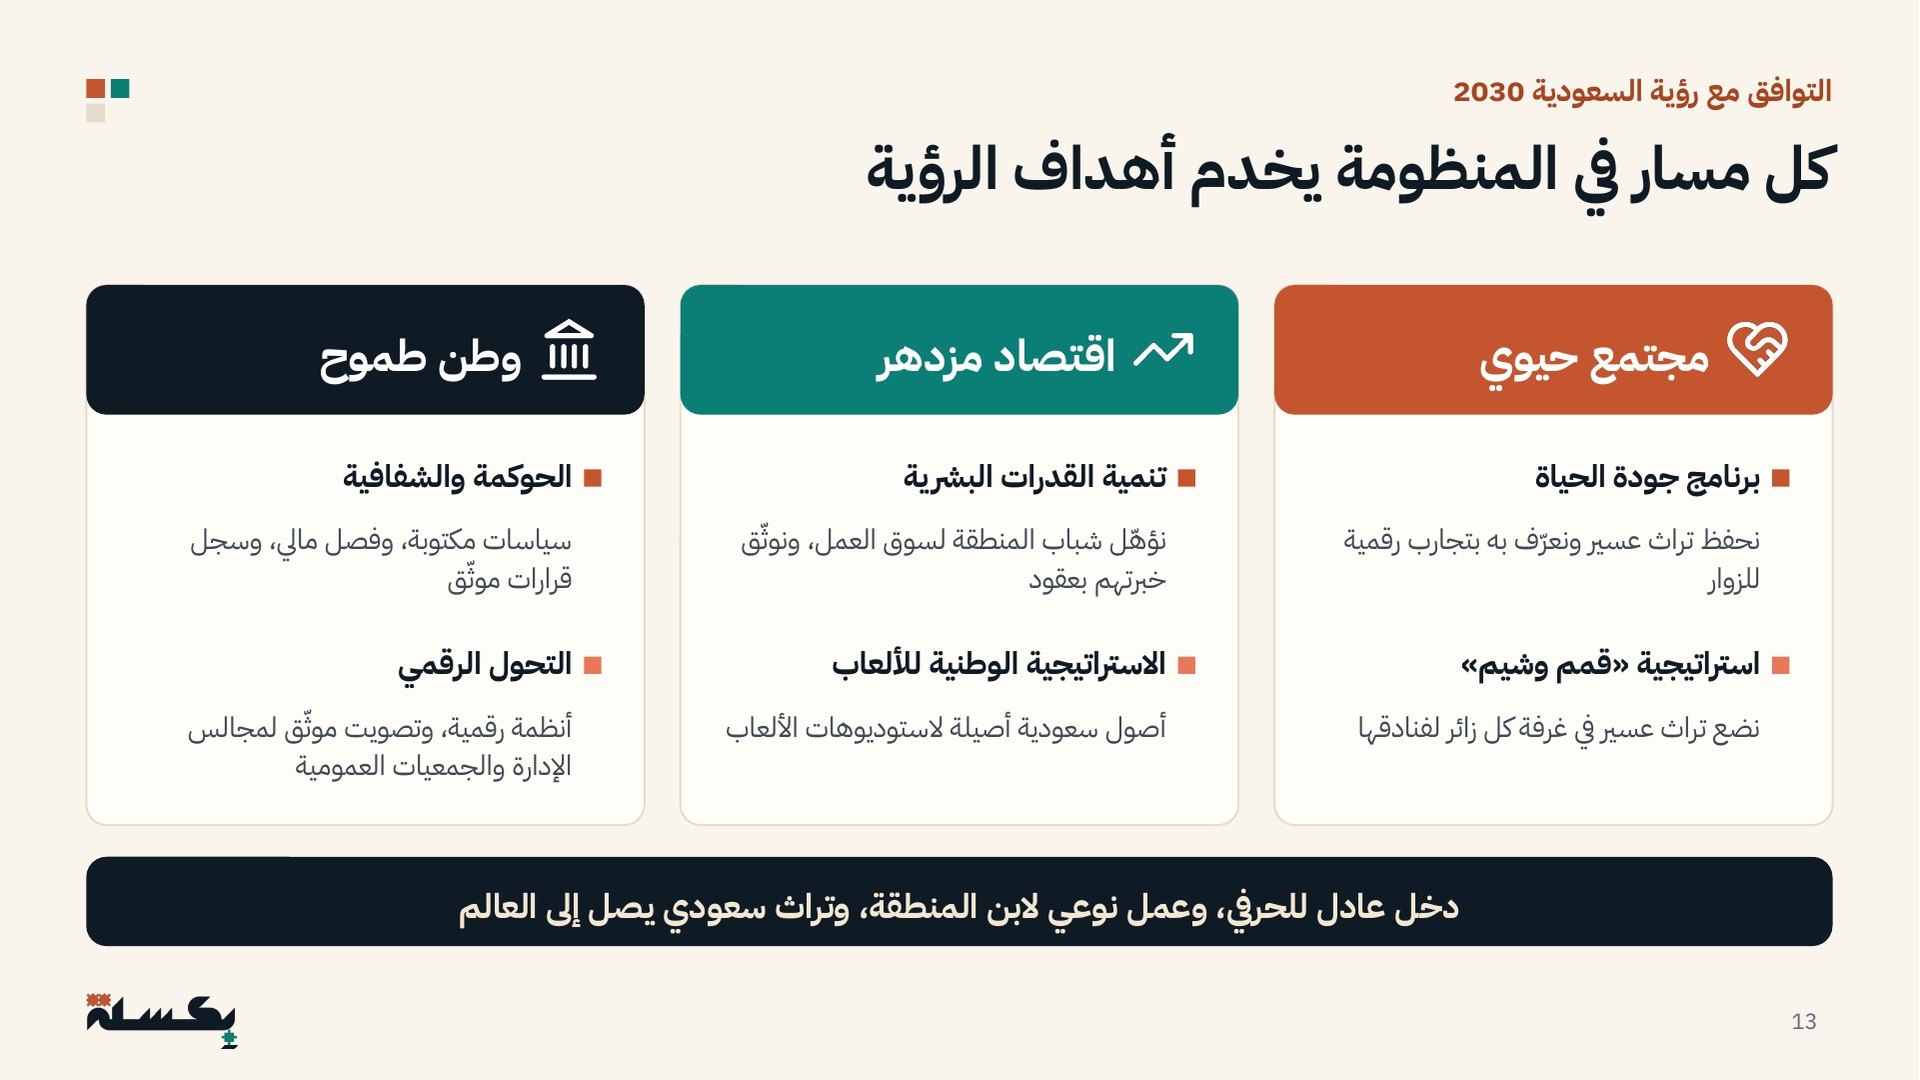 التوافق مع رؤية السعودية 2030
كل مسار في المنظومة يخدم أهداف الرؤية
مجتمع حيوي
برنامج جودة الحياة
نحفظ تراث عسير ونعرّف به بتجارب رقمية
للزوار
استراتيجية «قمم وشيم»
نضع تراث عسير في غرفة كل زائر لفنادقها
اقتصاد مزدهر
تنمية القدرات البشرية
نؤهّل شباب المنطقة لسوق العمل، ونوثّق
خبرتهم بعقود
الاستراتيجية الوطنية للألعاب
أصول سعودية أصيلة لاستوديوهات الألعاب
وطن طموح
الحوكمة والشفافية
سياسات مكتوبة، وفصل مالي، وسجل
قرارات موثّق
التحول الرقمي
أنظمة رقمية، وتصويت موثّق لمجالس
الإدارة والجمعيات العمومية
دخل عادل للحرفي، وعمل نوعي لابن المنطقة، وتراث سعودي يصل إلى العالم
بكسلة
13